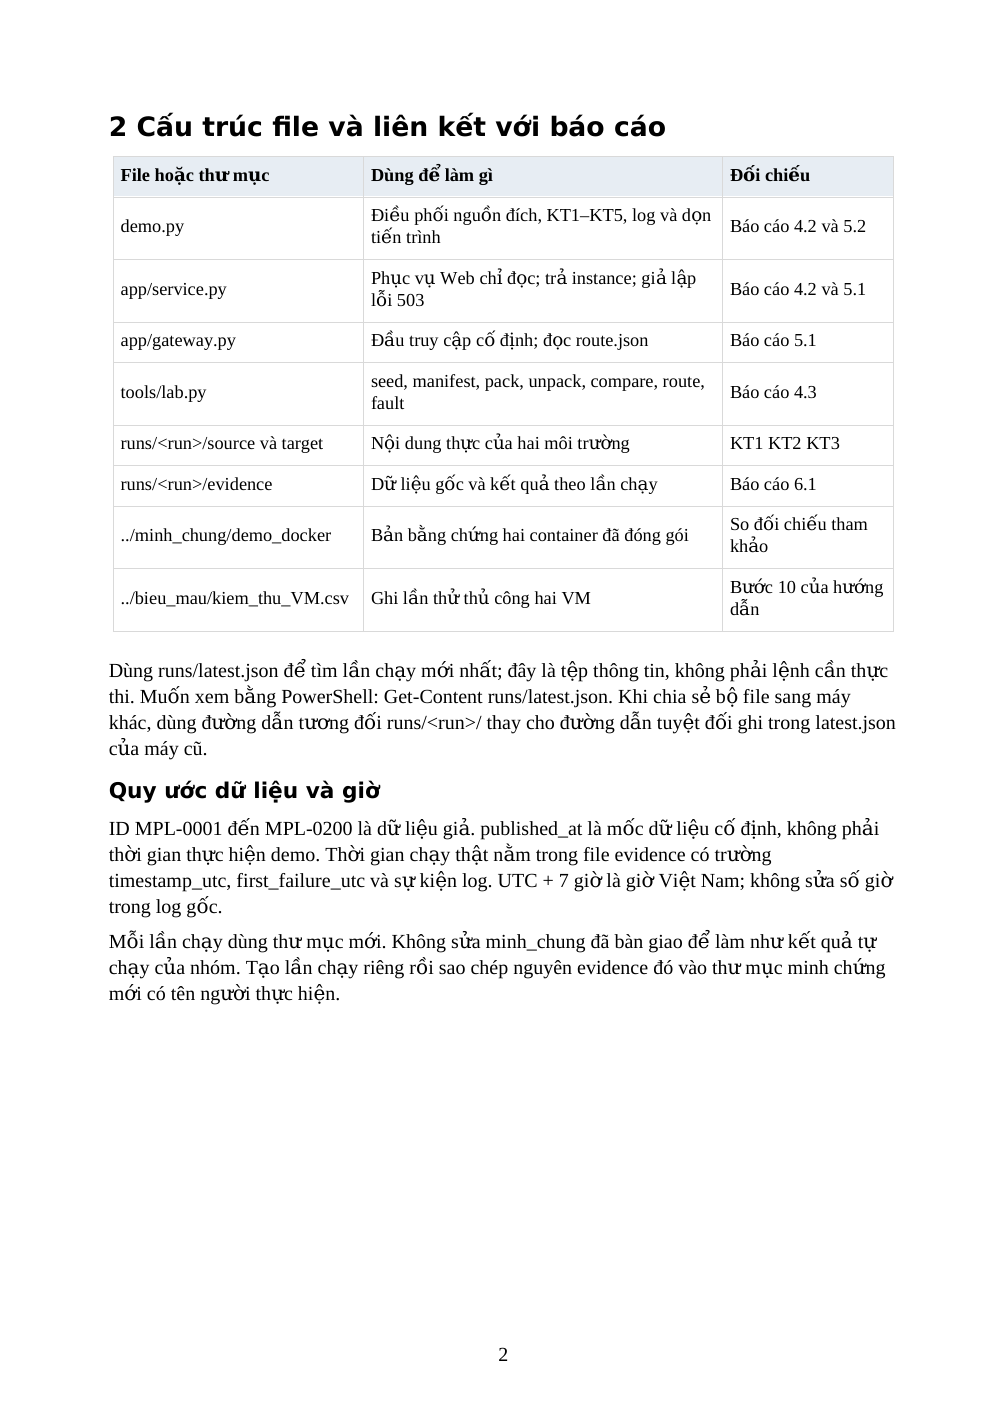 2 Cấu trúc file và liên kết với báo cáo
File hoặc thư mục
Dùng để làm gì
Đối chiếu
demo.py
Điều phối nguồn đích, KT1–KT5, log và dọn
tiến trình
Báo cáo 4.2 và 5.2
app/service.py
Phục vụ Web chỉ đọc; trả instance; giả lập
lỗi 503
Báo cáo 4.2 và 5.1
app/gateway.py
Đầu truy cập cố định; đọc route.json
Báo cáo 5.1
tools/lab.py
seed, manifest, pack, unpack, compare, route,
fault
Báo cáo 4.3
runs/<run>/source và target
Nội dung thực của hai môi trường
KT1 KT2 KT3
runs/<run>/evidence
Dữ liệu gốc và kết quả theo lần chạy
Báo cáo 6.1
../minh_chung/demo_docker
Bản bằng chứng hai container đã đóng gói
So đối chiếu tham
khảo
../bieu_mau/kiem_thu_VM.csv
Ghi lần thử thủ công hai VM
Bước 10 của hướng
dẫn
Dùng runs/latest.json để tìm lần chạy mới nhất; đây là tệp thông tin, không phải lệnh cần thực
thi. Muốn xem bằng PowerShell: Get-Content runs/latest.json. Khi chia sẻ bộ file sang máy
khác, dùng đường dẫn tương đối runs/<run>/ thay cho đường dẫn tuyệt đối ghi trong latest.json
của máy cũ.
Quy ước dữ liệu và giờ
ID MPL-0001 đến MPL-0200 là dữ liệu giả. published_at là mốc dữ liệu cố định, không phải
thời gian thực hiện demo. Thời gian chạy thật nằm trong file evidence có trường
timestamp_utc, first_failure_utc và sự kiện log. UTC + 7 giờ là giờ Việt Nam; không sửa số giờ
trong log gốc.
Mỗi lần chạy dùng thư mục mới. Không sửa minh_chung đã bàn giao để làm như kết quả tự
chạy của nhóm. Tạo lần chạy riêng rồi sao chép nguyên evidence đó vào thư mục minh chứng
mới có tên người thực hiện.
2